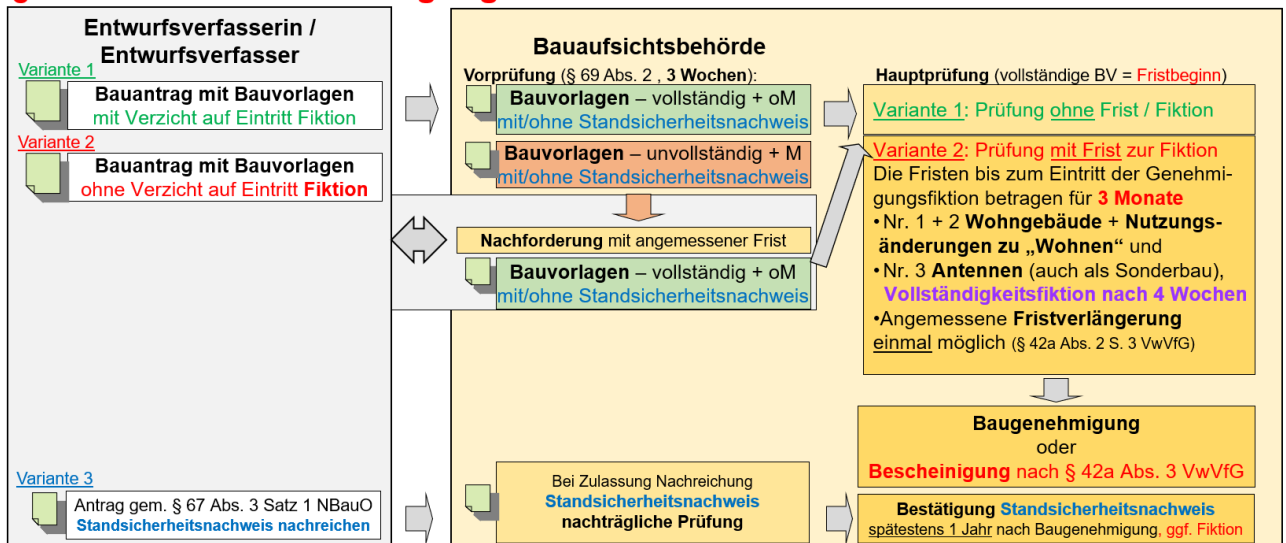 Entwurfsverfasserin /
Entwurfsverfasser
Variante 1
Bauantrag mit Bauvorlagen
mit Verzicht auf Eintritt Fiktion
Variante 2
Bauantrag mit Bauvorlagen
ohne Verzicht auf Eintritt Fiktion
Variante 3
Antrag gem. § 67 Abs. 3 Satz 1 NBauO
Standsicherheitsnachweis nachreichen
Bauaufsichtsbehörde
Vorprüfung (§ 69 Abs. 2 , 3 Wochen):
Bauvorlagen – vollständig + oM
mit/ohne Standsicherheitsnachweis
Bauvorlagen – unvollständig + M
mit/ohne Standsicherheitsnachweis
Nachforderung mit angemessener Frist
Bauvorlagen – vollständig + oM
mit/ohne Standsicherheitsnachweis
Bei Zulassung Nachreichung
Standsicherheitsnachweis
nachträgliche Prüfung
Hauptprüfung (vollständige BV = Fristbeginn)
Variante 1: Prüfung ohne Frist / Fiktion
Variante 2: Prüfung mit Frist zur Fiktion
Die Fristen bis zum Eintritt der Genehmi-
gungsfiktion betragen für 3 Monate
•Nr. 1 + 2 Wohngebäude + Nutzungs-
änderungen zu „Wohnen“ und
•Nr. 3 Antennen (auch als Sonderbau),
Vollständigkeitsfiktion nach 4 Wochen
•Angemessene Fristverlängerung
einmal möglich (§ 42a Abs. 2 S. 3 VwVfG)
Baugenehmigung
oder
Bescheinigung nach § 42a Abs. 3 VwVfG
Bestätigung Standsicherheitsnachweis
spätestens 1 Jahr nach Baugenehmigung, ggf. Fiktion